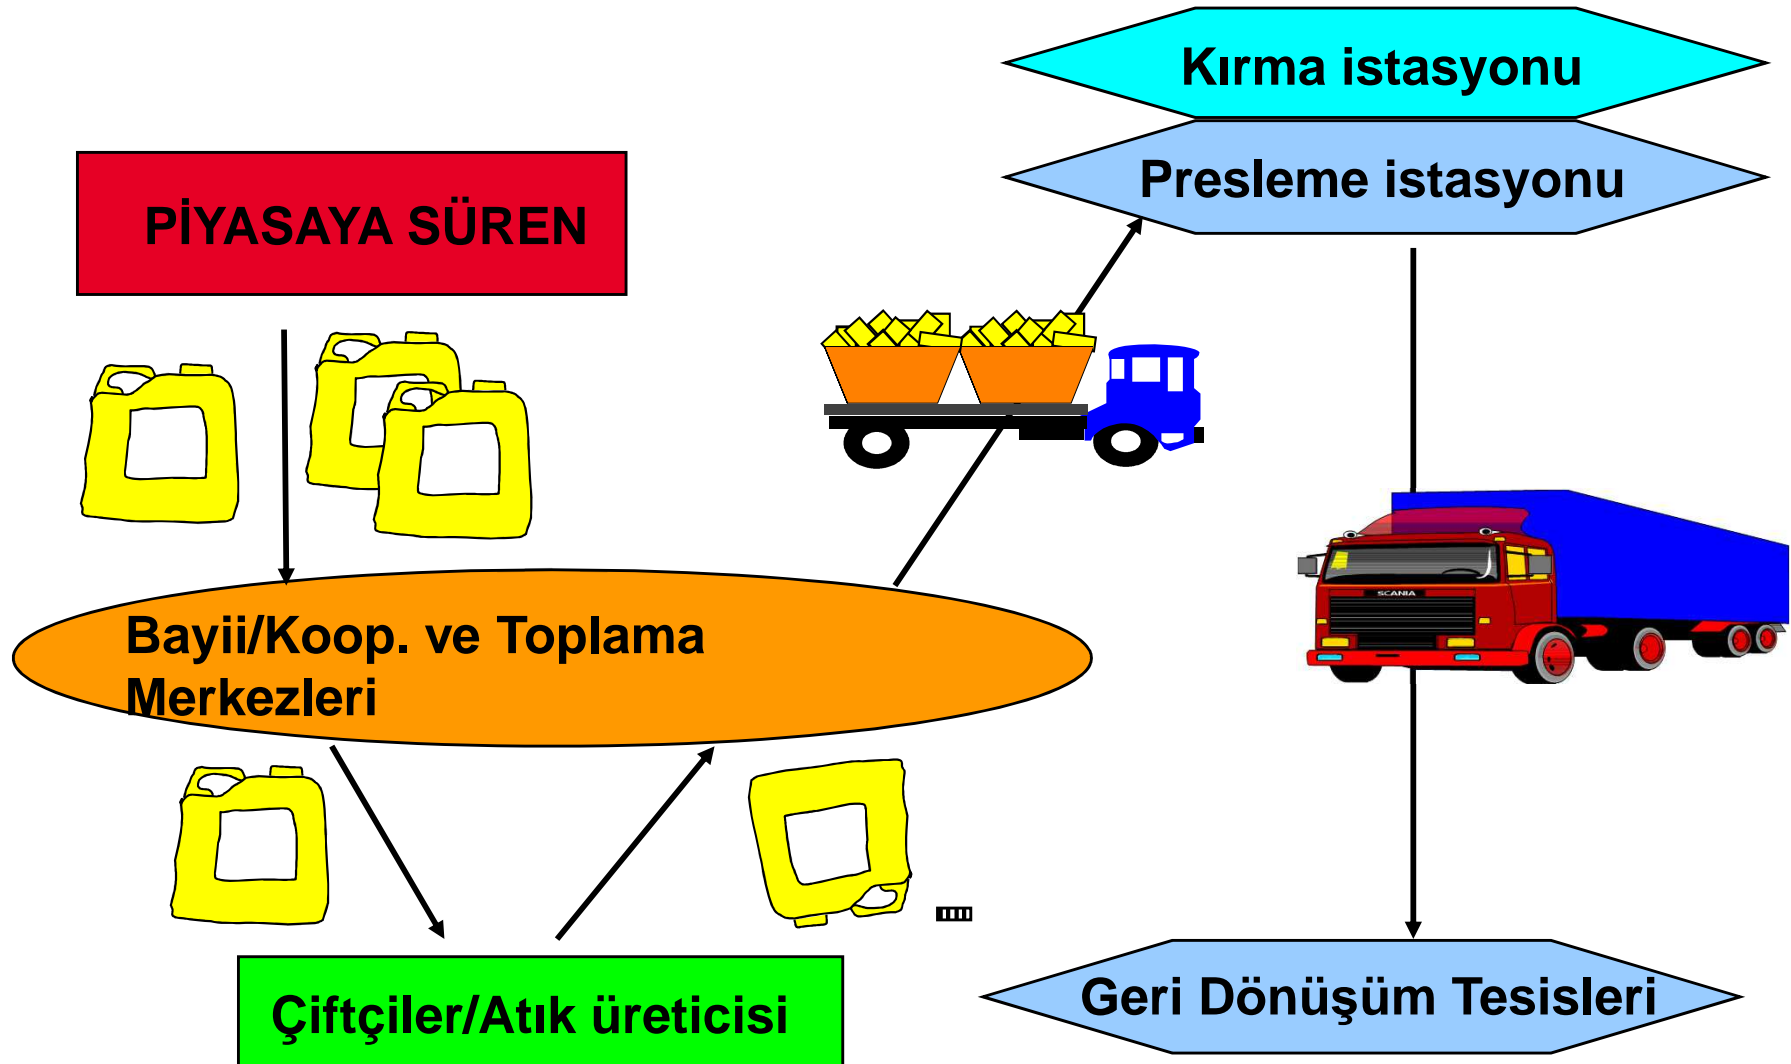 Kırma istasyonu
Presleme istasyonu
PİYASAYA SÜREN
SCANIA
Bayii/Koop. ve Toplama
Merkezleri
Çiftçiler/Atık üreticisi
Geri Dönüşüm Tesisleri